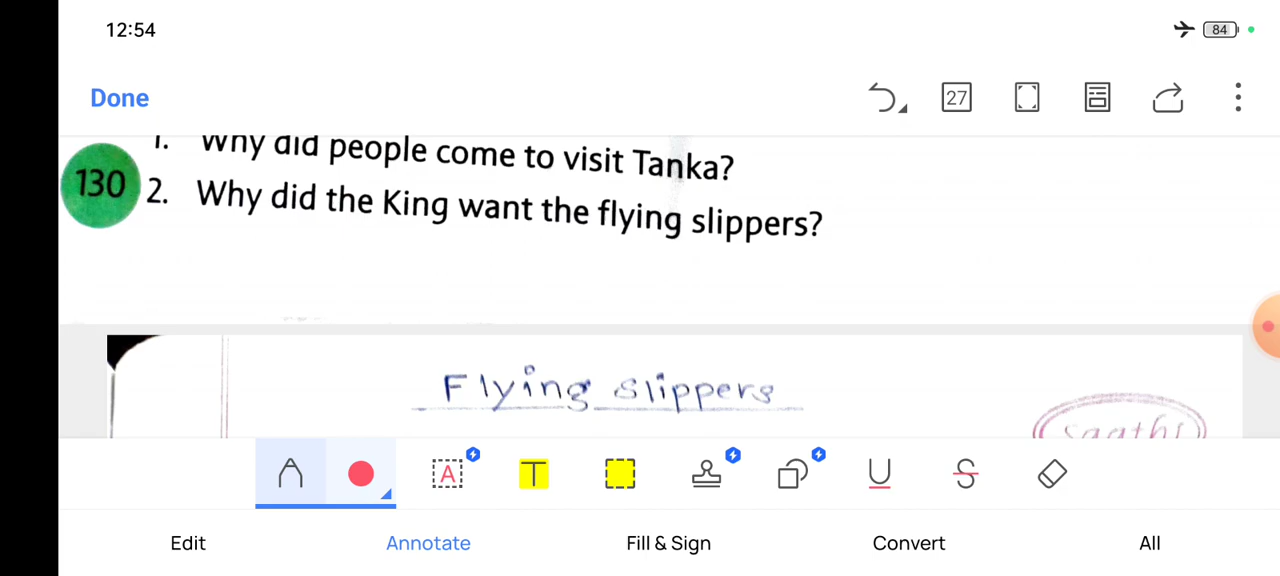 12:54
84
Done
27
1. Why did people come to visit Tanka?
130 2. Why did the King want the flying slippers?
Flying slippers
saathi
A T U S
Edit Annotate Fill & Sign Convert All